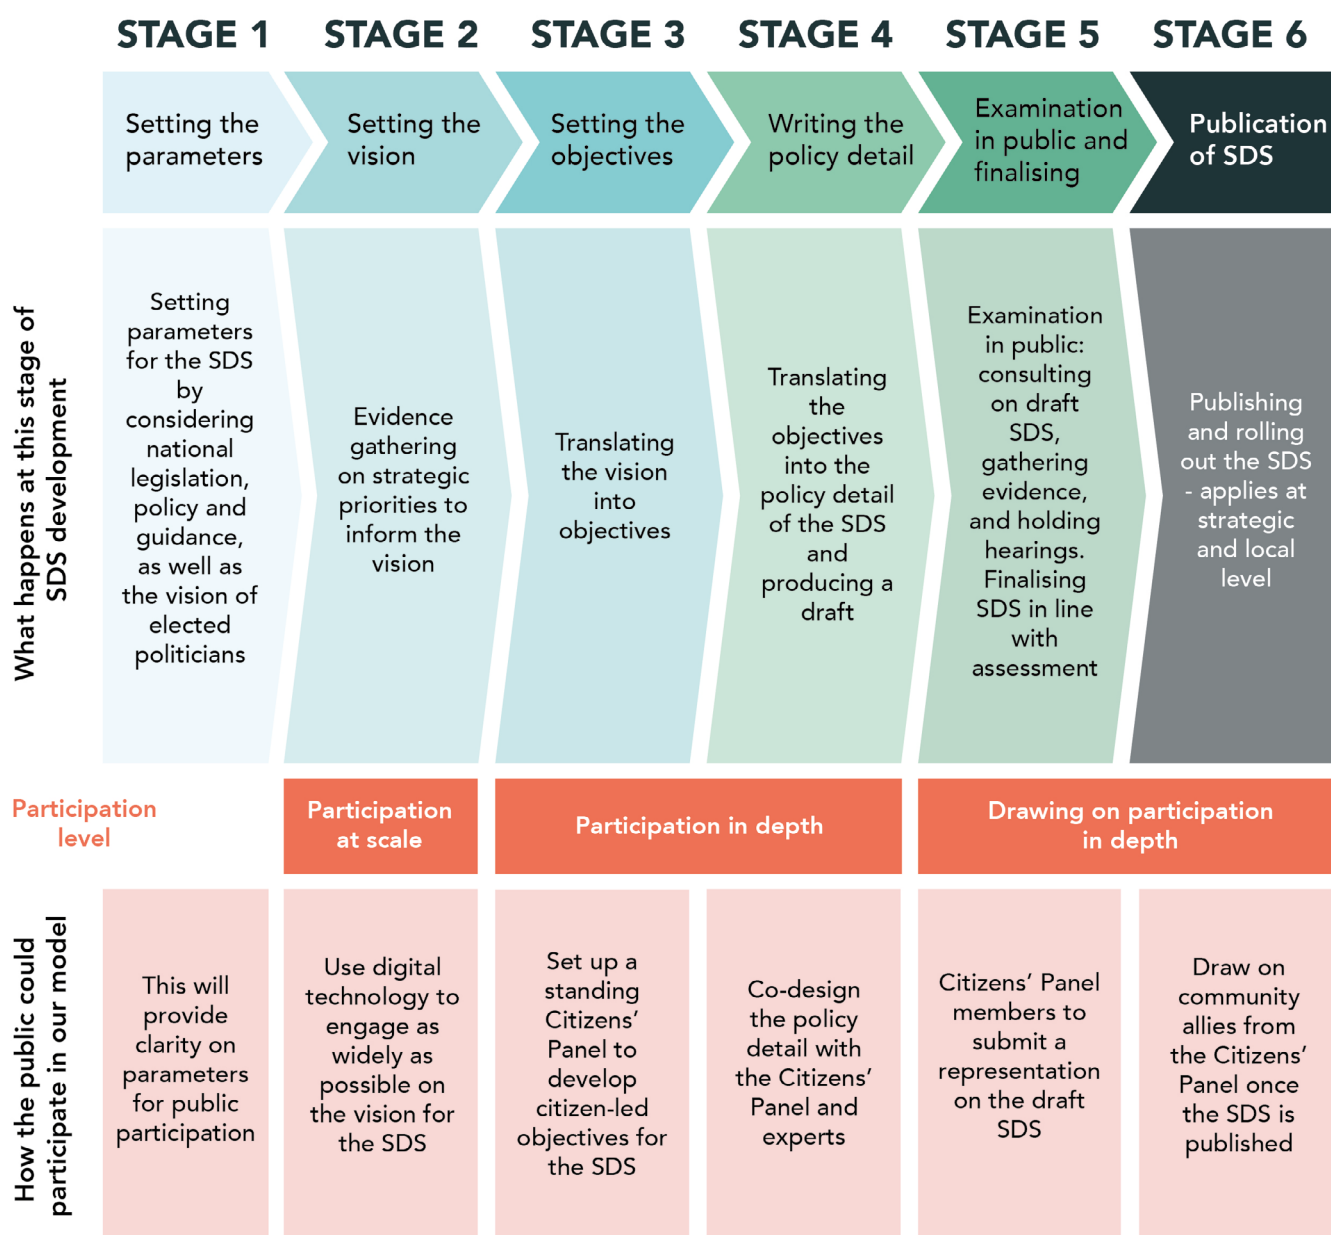 STAGE 1
STAGE 2
STAGE 3
STAGE 4
STAGE 5
STAGE 6
Setting the
parameters
Setting the
vision
Setting the
objectives
Writing the
policy detail
Examination
in public and
finalising
Publication
of SDS
What happens at this stage of
SDS development
Setting
parameters
for the SDS
by
considering
national
legislation,
policy and
guidance,
as well as
the vision of
elected
politicians
Evidence
gathering
on strategic
priorities to
inform the
vision
Translating
the vision
into
objectives
Translating
the
objectives
into the
policy detail
of the SDS
and
producing a
draft
Examination
in public:
consulting
on draft
SDS,
gathering
evidence,
and holding
hearings.
Finalising
SDS in line
with
assessment
Publishing
and rolling
out the SDS
- applies at
strategic
and local
level
Participation
level
Participation
at scale
Participation in depth
Drawing on participation
in depth
How the public could
participate in our model
This will
provide
clarity on
parameters
for public
participation
Use digital
technology to
engage as
widely as
possible on
the vision for
the SDS
Set up a
standing
Citizens’
Panel to
develop
citizen-led
objectives for
the SDS
Co-design
the policy
detail with
the Citizens’
Panel and
experts
Citizens’ Panel
members to
submit a
representation
on the draft
SDS
Draw on
community
allies from
the Citizens’
Panel once
the SDS is
published